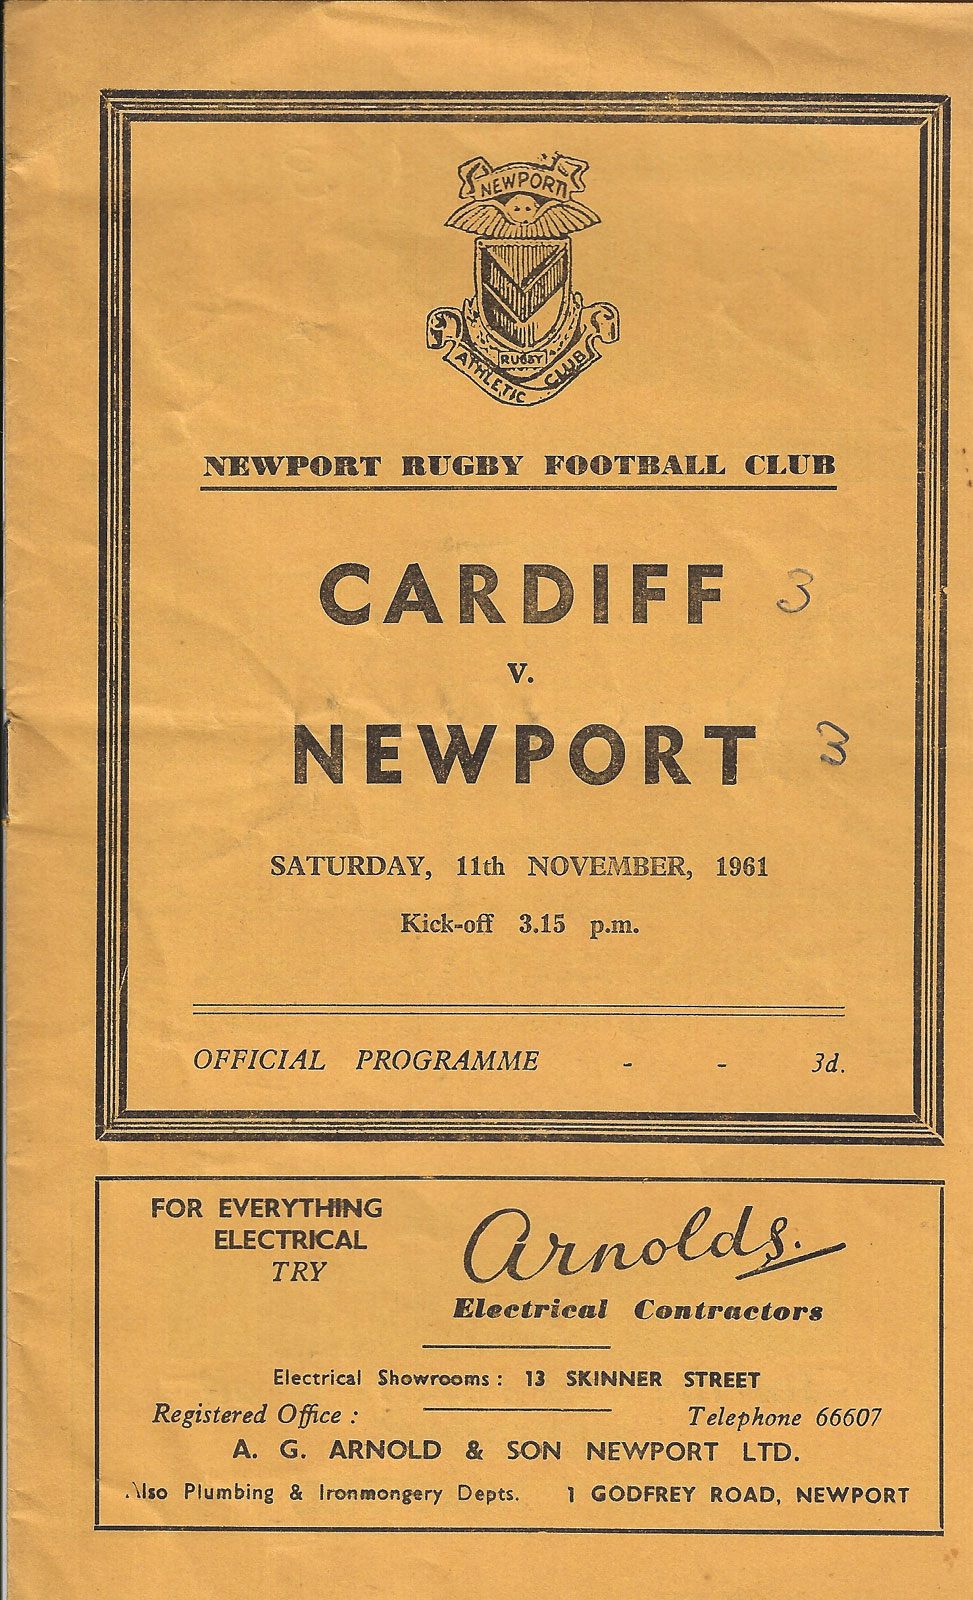 NEWPORT
RUGBY
ATHLETIC CLUB
NEWPORT RUGBY FOOTBALL CLUB
CARDIFF 3
v.
NEWPORT 3
SATURDAY, 11th NOVEMBER, 1961
Kick-off 3.15 p.m.
OFFICIAL PROGRAMME - - 3d.
FOR EVERYTHING
ELECTRICAL
TRY
Arnolds.
Electrical Contractors
Electrical Showrooms : 13 SKINNER STREET
Registered Office : Telephone 66607
A. G. ARNOLD & SON NEWPORT LTD.
Also Plumbing & Ironmongery Depts. 1 GODFREY ROAD, NEWPORT